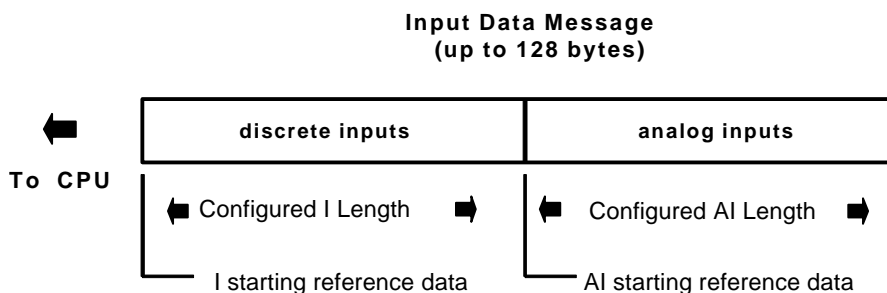 Input Data Message
(up to 128 bytes)
discrete inputs
analog inputs
To CPU
Configured I Length
Configured AI Length
I starting reference data
AI starting reference data